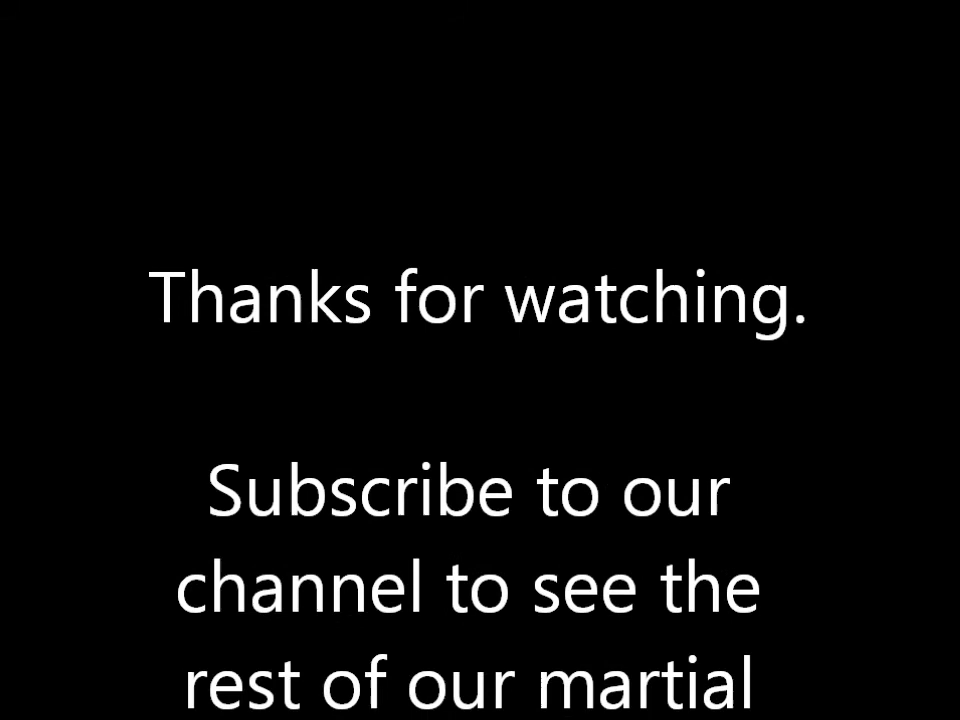 Thanks for watching.
Subscribe to our
channel to see the
rest of our martial